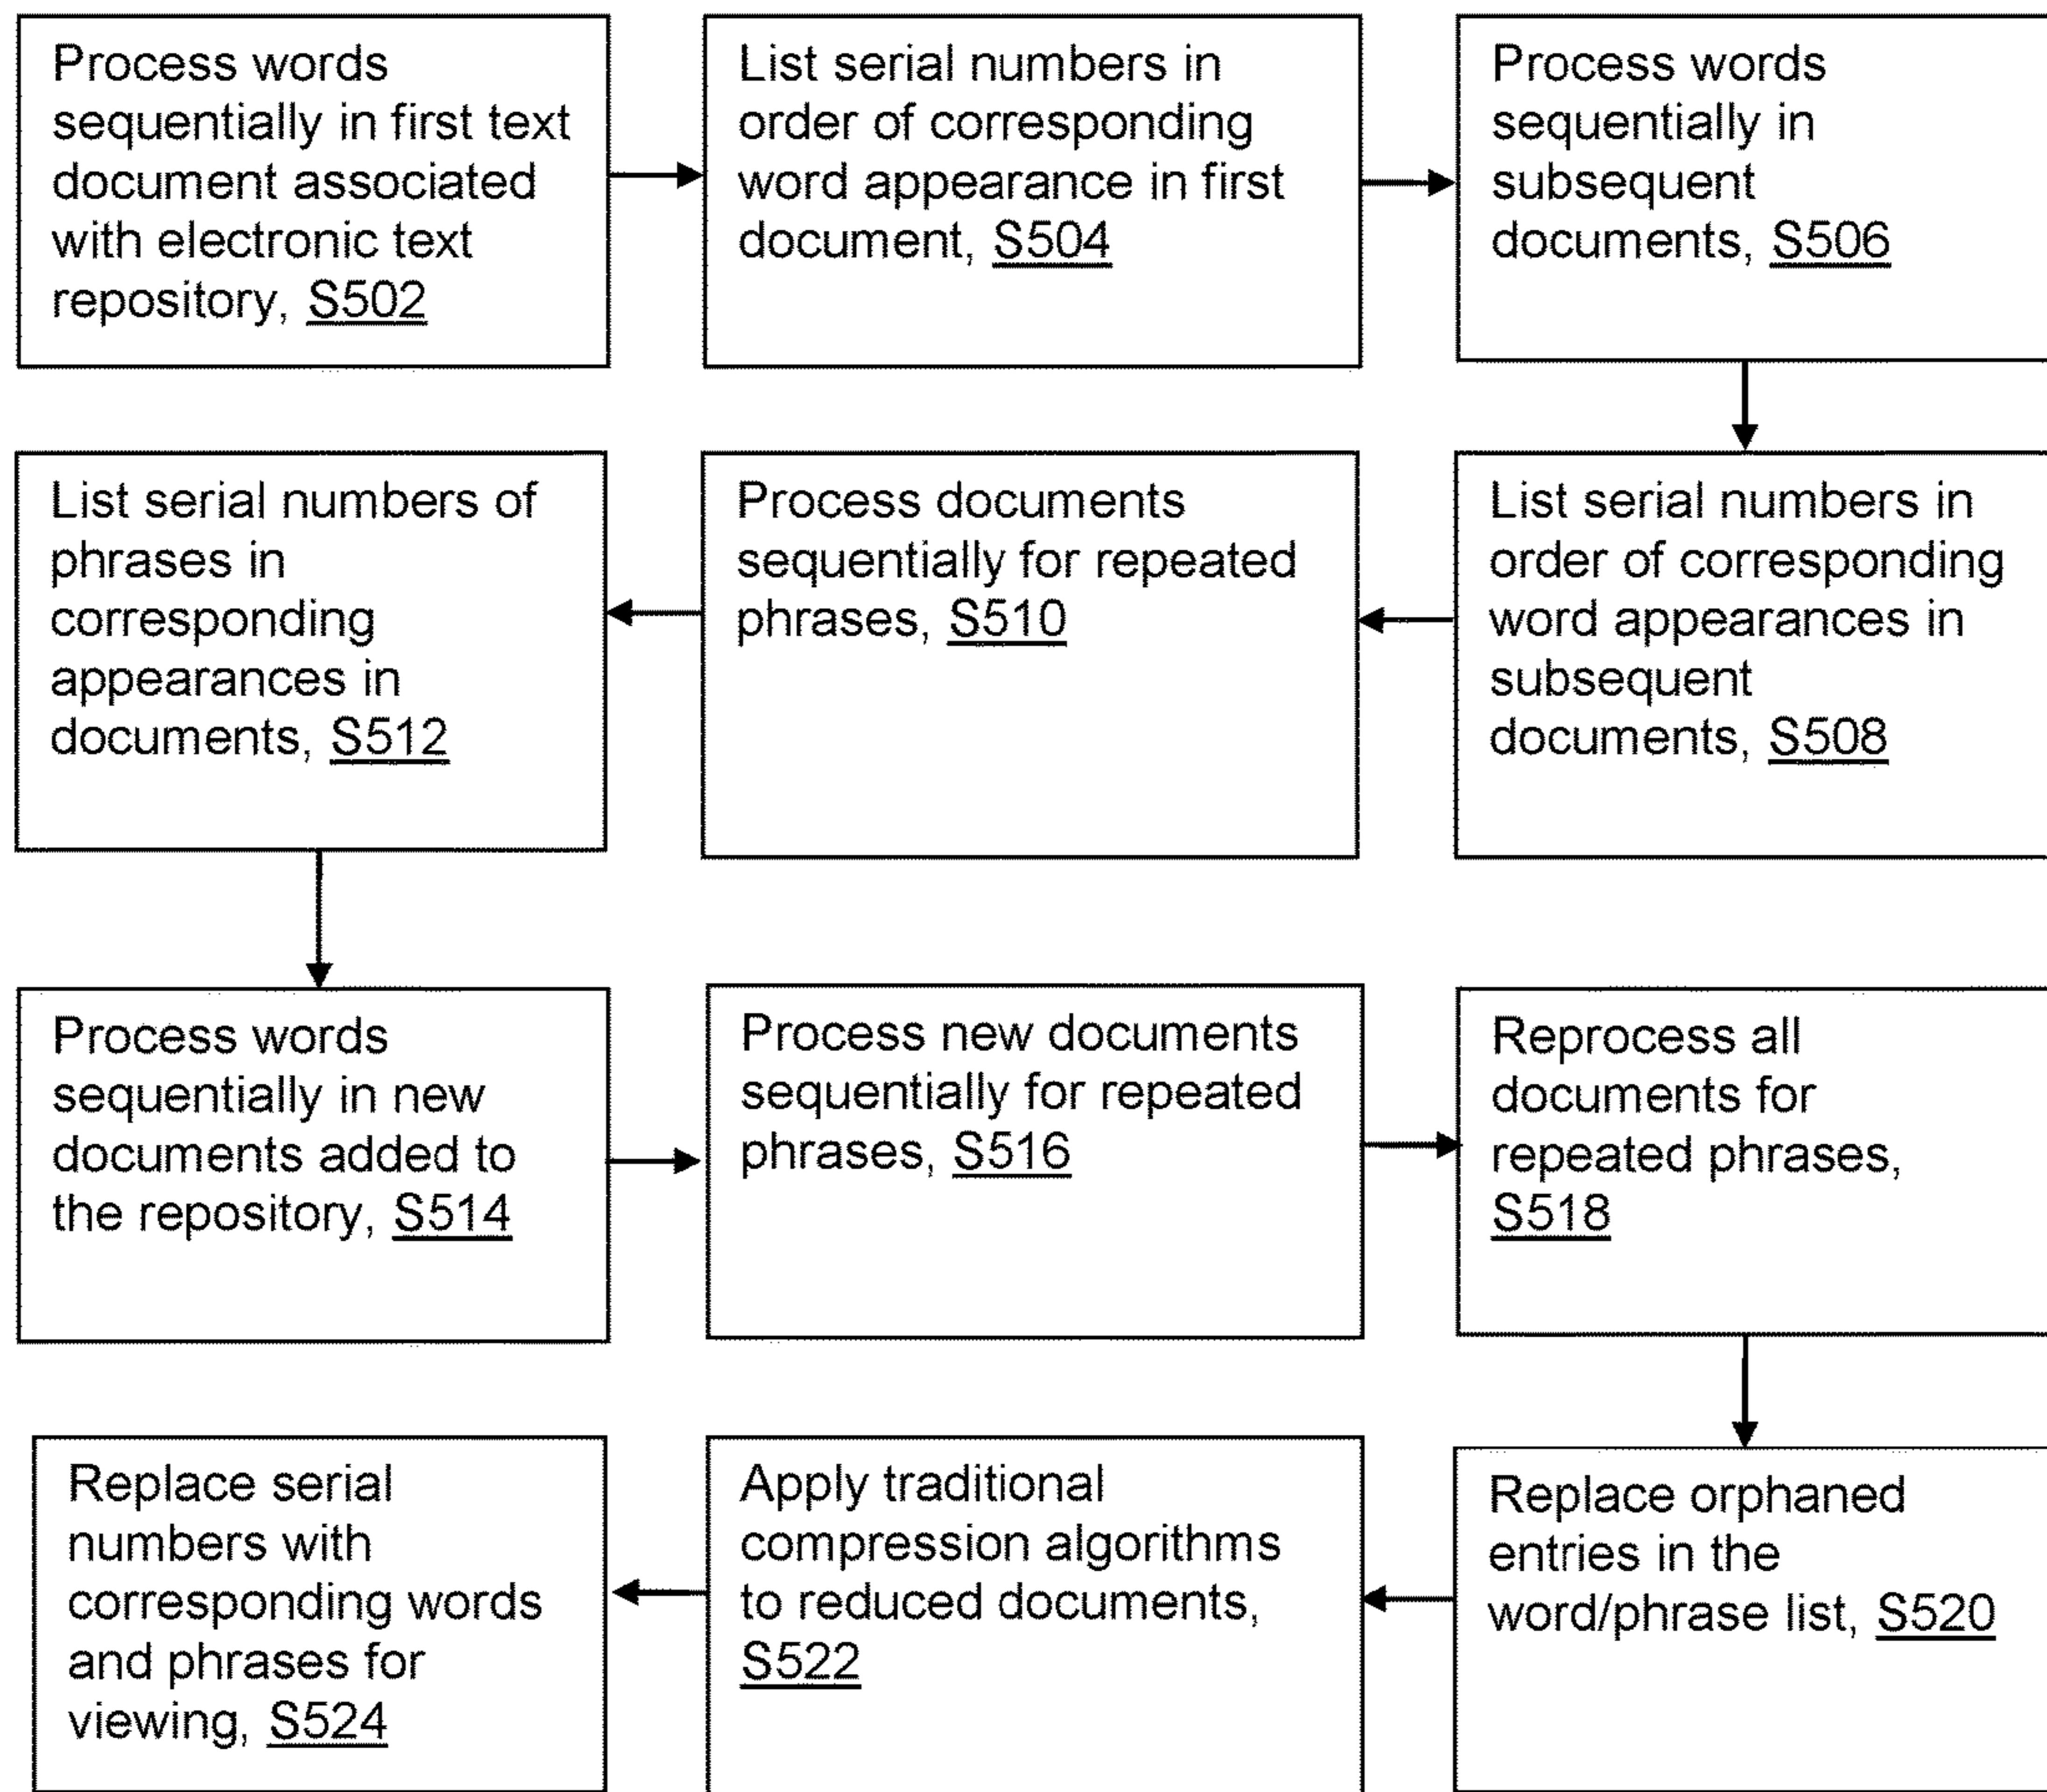 Process words
sequentially in first text
document associated
with electronic text
repository, S502
List serial numbers in
order of corresponding
word appearance in first
document, S504
Process words
sequentially in
subsequent
documents, S506
List serial numbers in
order of corresponding
word appearances in
subsequent
documents, S508
Process documents
sequentially for repeated
phrases, S510
List serial numbers of
phrases in
corresponding
appearances in
documents, S512
Process words
sequentially in new
documents added to
the repository, S514
Process new documents
sequentially for repeated
phrases, S516
Reprocess all
documents for
repeated phrases,
S518
Replace orphaned
entries in the
word/phrase list, S520
Apply traditional
compression algorithms
to reduced documents,
S522
Replace serial
numbers with
corresponding words
and phrases for
viewing, S524